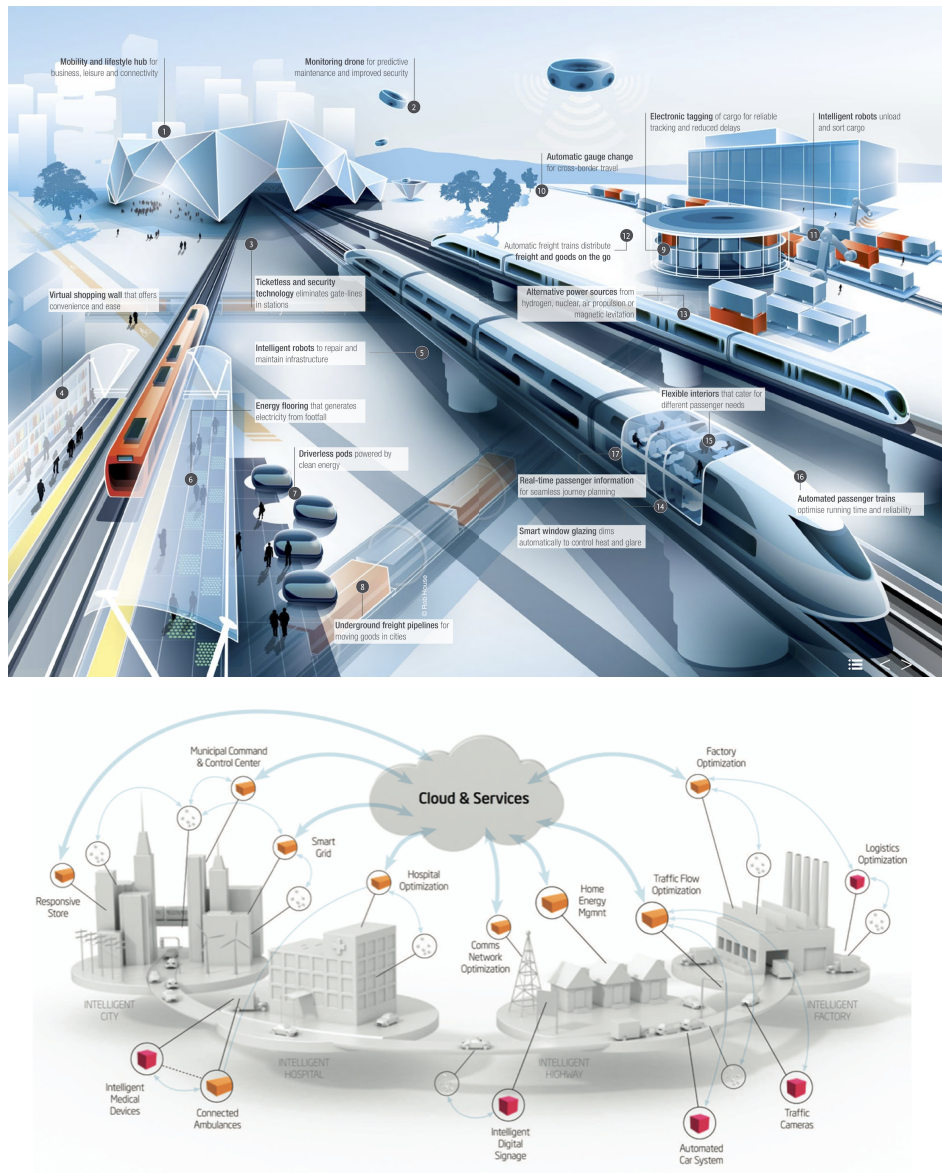 Mobility and lifestyle hub for
business, leisure and connectivity
1
Monitoring drone for predictive
maintenance and improved security
2
Electronic tagging of cargo for reliable
tracking and reduced delays
Intelligent robots unload
and sort cargo
Automatic gauge change
for cross-border travel
10
12
11
9
Automatic freight trains distribute
freight and goods on the go
3
Ticketless and security
technology eliminates gate-lines
in stations
Virtual shopping wall that offers
convenience and ease
Alternative power sources from
hydrogen, nuclear, air propulsion or
magnetic levitation
13
Intelligent robots to repair and
maintain infrastructure
5
4
Energy flooring that generates
electricity from footfall
Flexible interiors that cater for
different passenger needs
15
Driverless pods powered by
clean energy
17
6
7
Real-time passenger information
for seamless journey planning
16
Automated passenger trains
optimise running time and reliability
14
Smart window glazing dims
automatically to control heat and glare
8
© Rob House
Underground freight pipelines for
moving goods in cities
Municipal Command
& Control Center
Cloud & Services
Factory
Optimization
Smart
Grid
Logistics
Optimization
Hospital
Optimization
Responsive
Store
Home
Energy
Mgmnt
Traffic Flow
Optimization
Comms
Network
Optimization
INTELLIGENT
CITY
INTELLIGENT
HOSPITAL
INTELLIGENT
HIGHWAY
INTELLIGENT
FACTORY
Intelligent
Medical
Devices
Connected
Ambulances
Intelligent
Digital
Signage
Automated
Car System
Traffic
Cameras